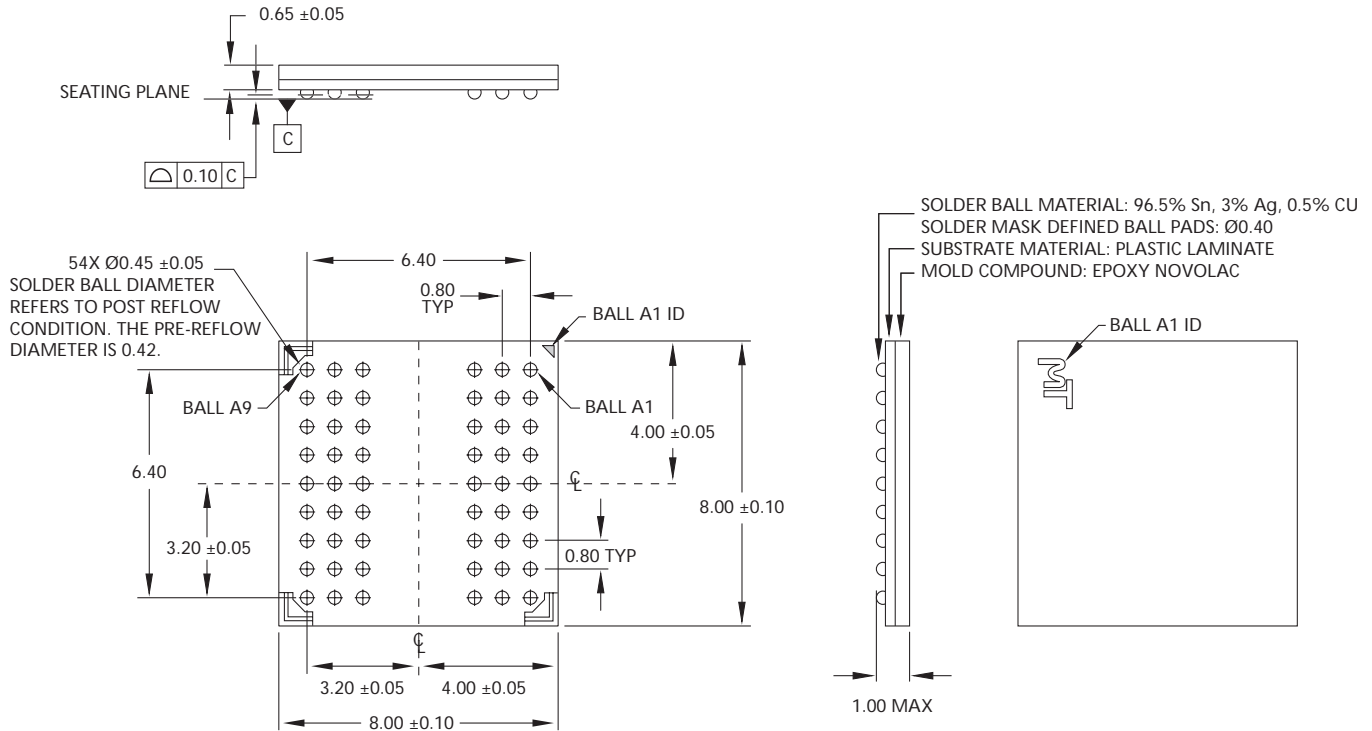 0.65 ±0.05
SEATING PLANE
C
0.10 C
SOLDER BALL MATERIAL: 96.5% Sn, 3% Ag, 0.5% CU
SOLDER MASK DEFINED BALL PADS: Ø0.40
SUBSTRATE MATERIAL: PLASTIC LAMINATE
MOLD COMPOUND: EPOXY NOVOLAC
54X Ø0.45 ±0.05
SOLDER BALL DIAMETER
REFERS TO POST REFLOW
CONDITION. THE PRE-REFLOW
DIAMETER IS 0.42.
6.40
0.80
TYP
BALL A1 ID
BALL A1 ID
BALL A9
BALL A1
4.00 ±0.05
6.40
CL
8.00 ±0.10
3.20 ±0.05
0.80 TYP
CL
3.20 ±0.05
4.00 ±0.05
8.00 ±0.10
1.00 MAX